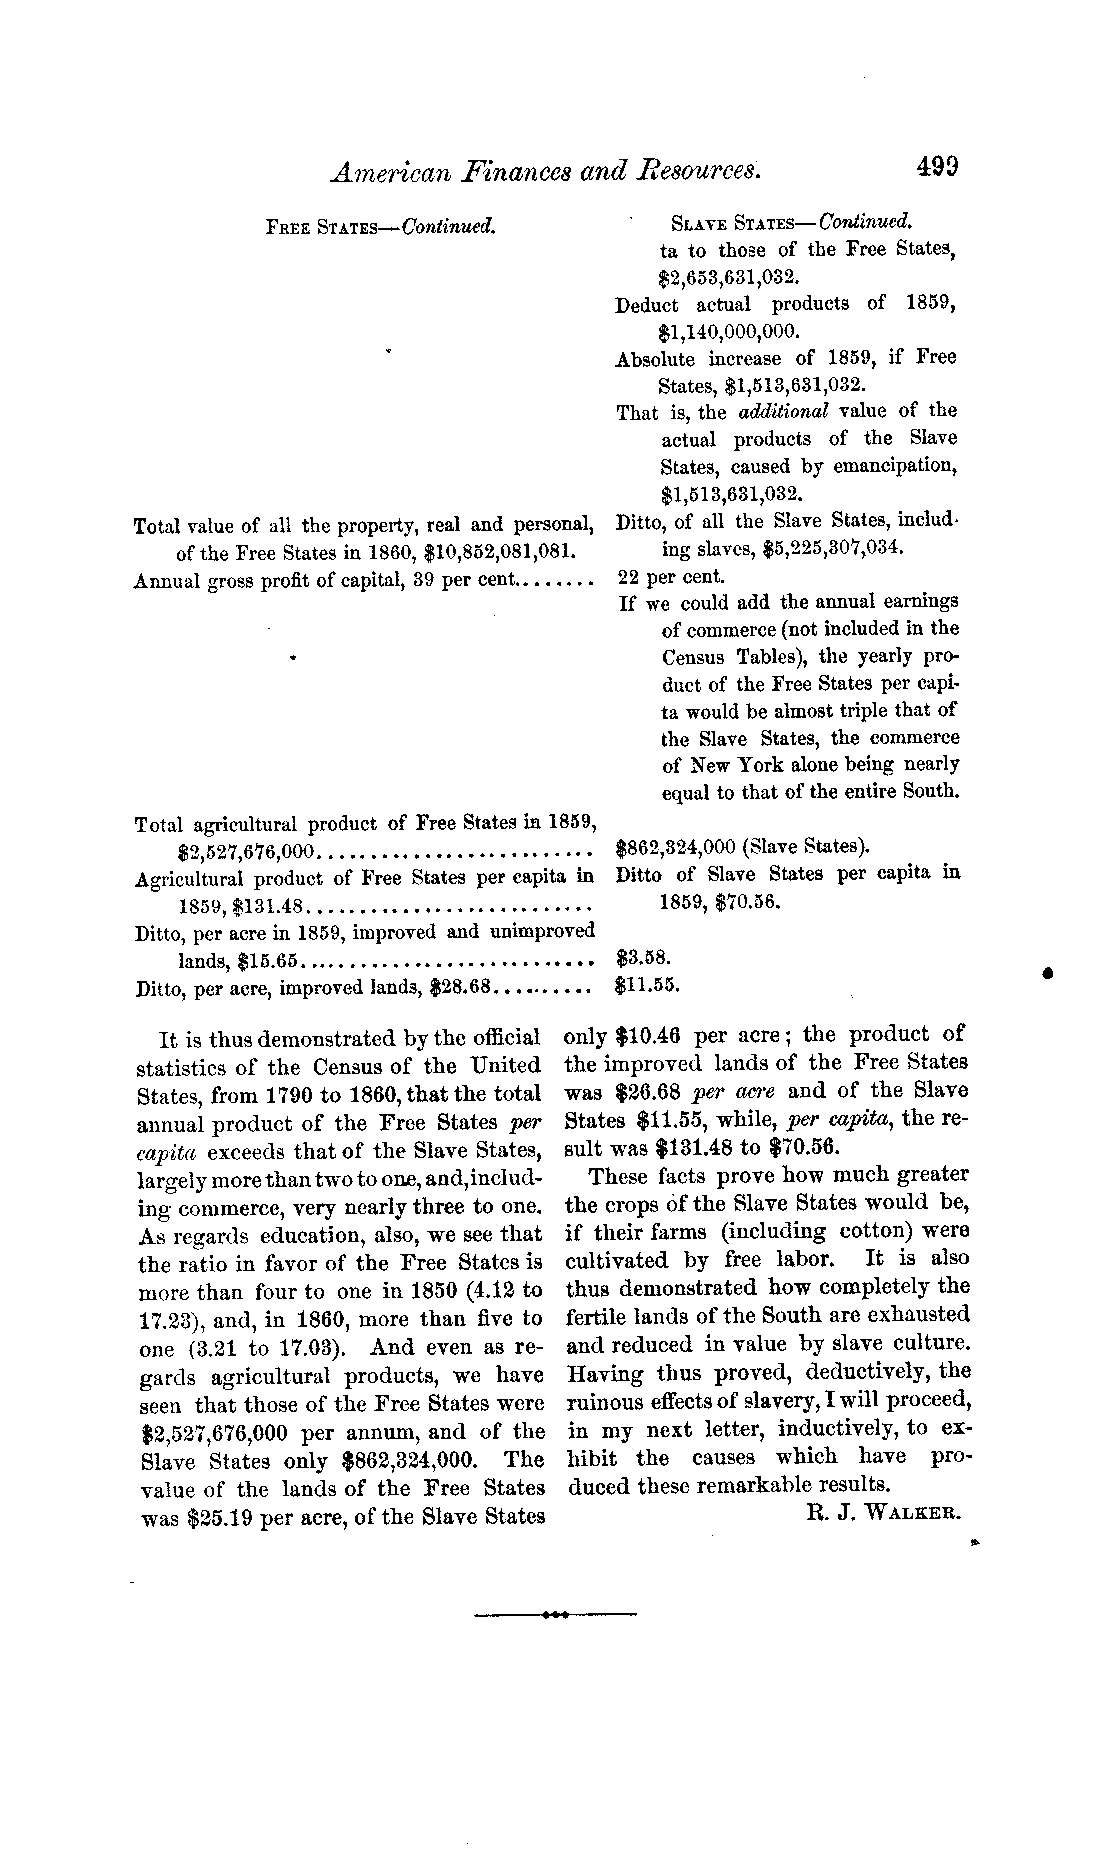 American Finances and Resources. 499
FREE STATES—Continued.
SLAVE STATES—Continued.
ta to those of the Free States,
$2,653,631,032.
Deduct actual products of 1859,
$1,140,000,000.
Absolute increase of 1859, if Free
States, $1,513,631,032.
That is, the additional value of the
actual products of the Slave
States, caused by emancipation,
$1,513,631,032.
Total value of all the property, real and personal,
of the Free States in 1860, $10,852,081,081.
Ditto, of all the Slave States, includ-
ing slaves, $5,225,307,034.
Annual gross profit of capital, 39 per cent........ 22 per cent.
If we could add the annual earnings
of commerce (not included in the
Census Tables), the yearly pro-
duct of the Free States per capi-
ta would be almost triple that of
the Slave States, the commerce
of New York alone being nearly
equal to that of the entire South.
Total agricultural product of Free States in 1859,
$2,527,676,000.......................... $862,324,000 (Slave States).
Agricultural product of Free States per capita in
1859, $131.48...........................
Ditto of Slave States per capita in
1859, $70.56.
Ditto, per acre in 1859, improved and unimproved
lands, $15.65............................ $3.58.
Ditto, per acre, improved lands, $28.68.......... $11.55.
It is thus demonstrated by the official
statistics of the Census of the United
States, from 1790 to 1860, that the total
annual product of the Free States per
capita exceeds that of the Slave States,
largely more than two to one, and, includ-
ing commerce, very nearly three to one.
As regards education, also, we see that
the ratio in favor of the Free States is
more than four to one in 1850 (4.12 to
17.23), and, in 1860, more than five to
one (3.21 to 17.03). And even as re-
gards agricultural products, we have
seen that those of the Free States were
$2,527,676,000 per annum, and of the
Slave States only $862,324,000. The
value of the lands of the Free States
was $25.19 per acre, of the Slave States
only $10.46 per acre; the product of
the improved lands of the Free States
was $26.68 per acre and of the Slave
States $11.55, while, per capita, the re-
sult was $131.48 to $70.56.
These facts prove how much greater
the crops of the Slave States would be,
if their farms (including cotton) were
cultivated by free labor. It is also
thus demonstrated how completely the
fertile lands of the South are exhausted
and reduced in value by slave culture.
Having thus proved, deductively, the
ruinous effects of slavery, I will proceed,
in my next letter, inductively, to ex-
hibit the causes which have pro-
duced these remarkable results.
R. J. WALKER.